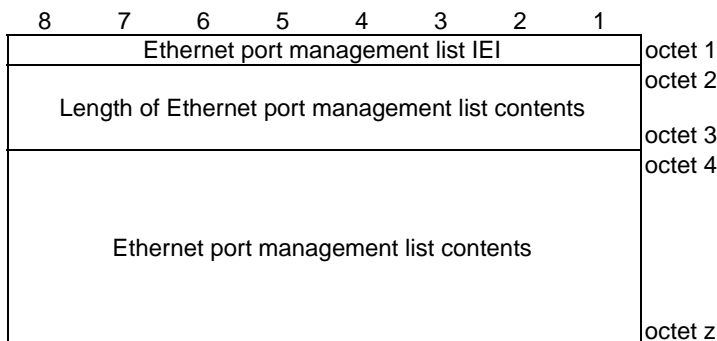 8 7 6 5 4 3 2 1
Ethernet port management list IEI octet 1
octet 2
Length of Ethernet port management list contents
octet 3
octet 4
Ethernet port management list contents
octet z